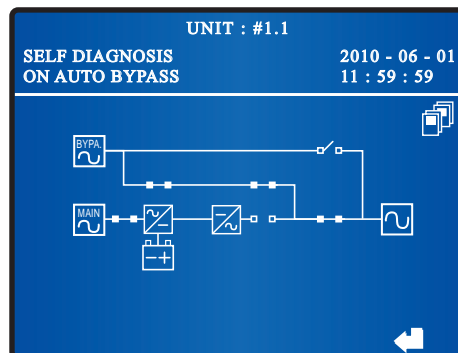 UNIT : #1.1
SELF DIAGNOSIS
2010 - 06 - 01
ON AUTO BYPASS
11 : 59 : 59
BYPA.
MAIN